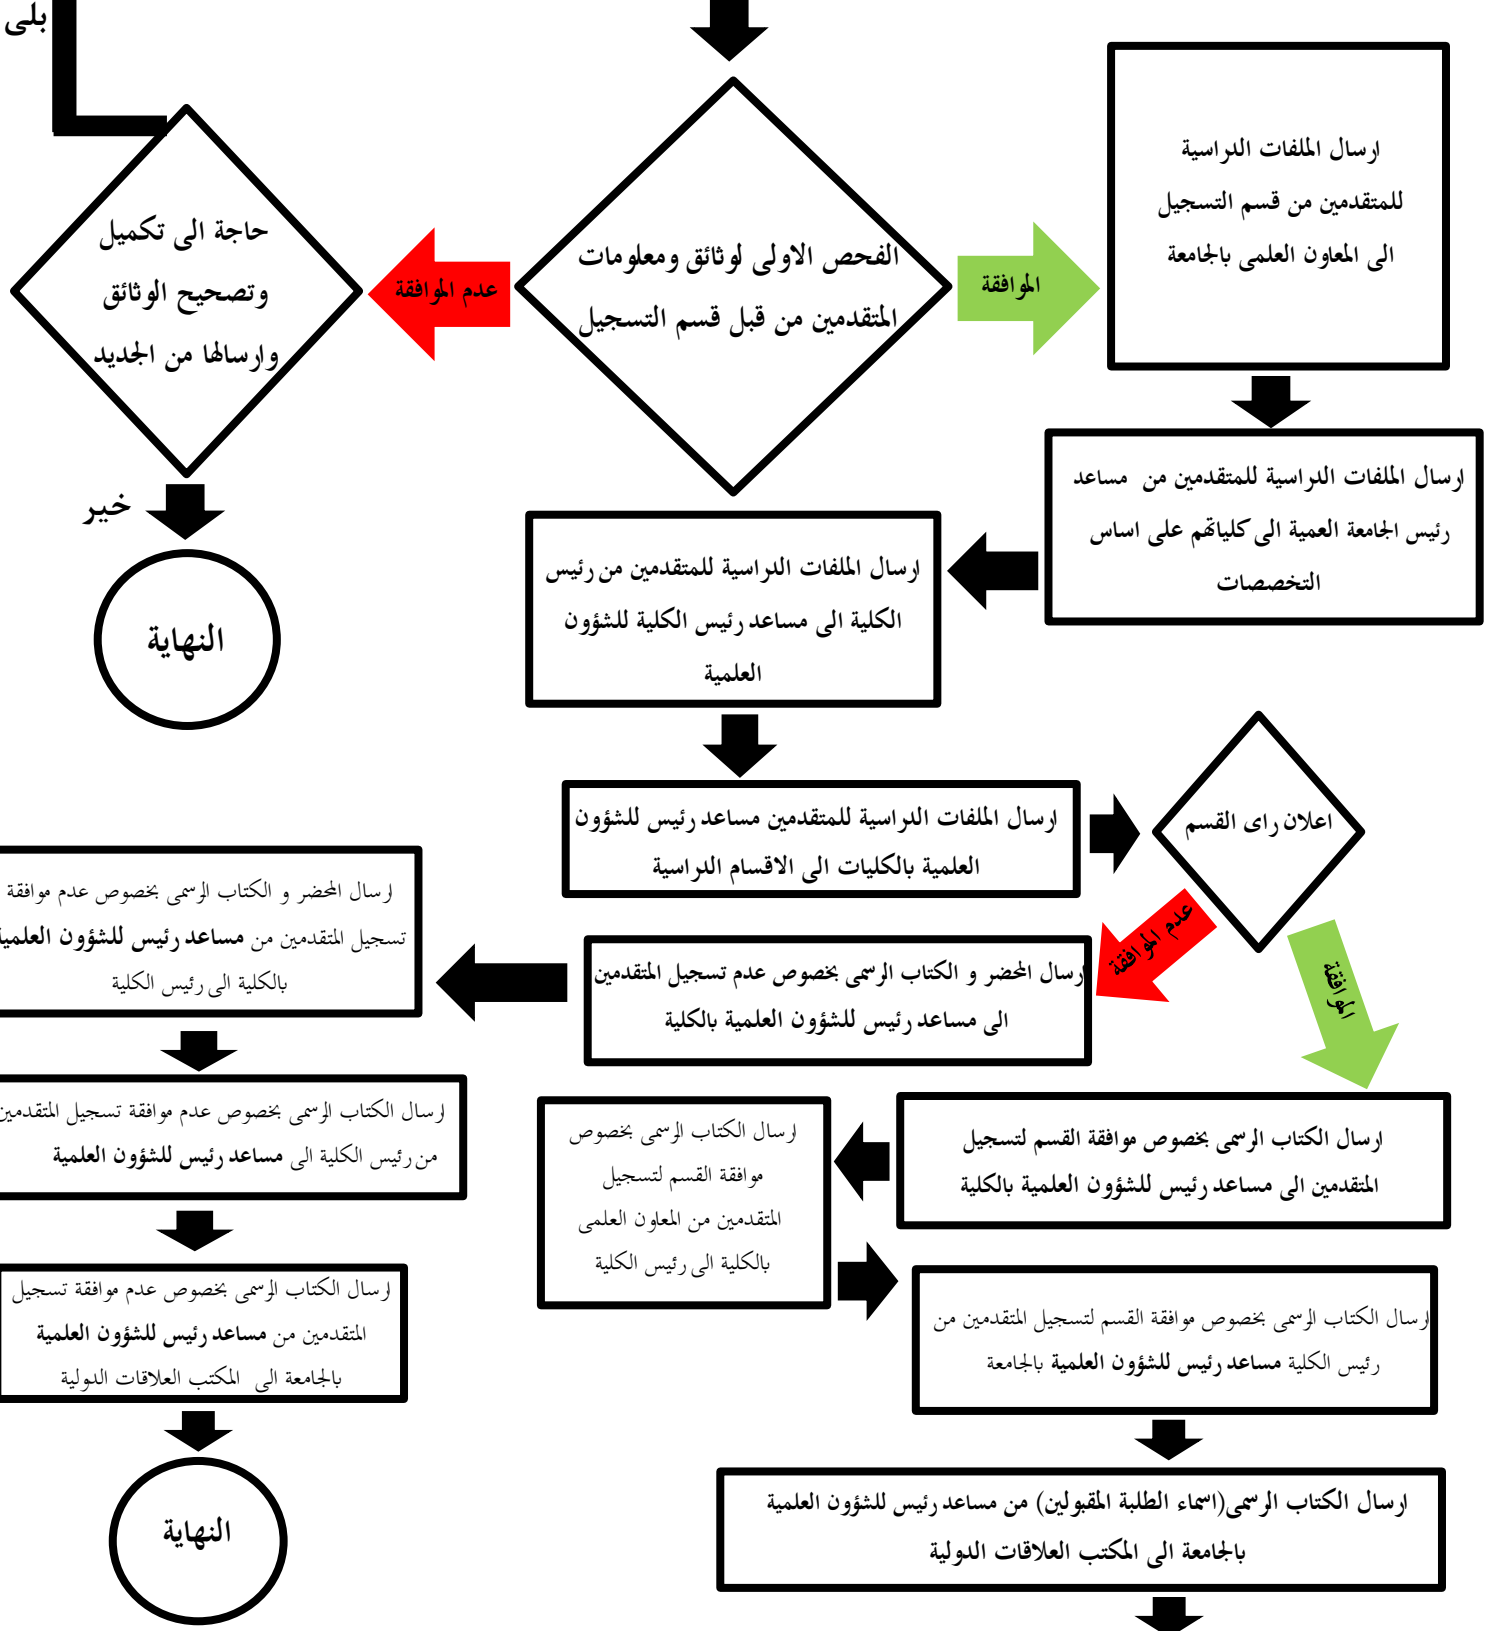 بلى
حاجة الى تكميل
وتصحيح الوثائق
وارسالها من الجديد
عدم الموافقة
الفحص الاولى لوثائق ومعلومات
المتقدمين من قبل قسم التسجيل
الموافقة
ارسال الملفات الدراسية
للمتقدمين من قسم التسجيل
الى المعاون العلمى بالجامعة
ارسال الملفات الدراسية للمتقدمين من مساعد
رئيس الجامعة العمية الى كلياتهم على اساس
التخصصات
خير
النهاية
ارسال الملفات الدراسية للمتقدمين من رئيس
الكلية الى مساعد رئيس الكلية للشؤون
العلمية
ارسال الملفات الدراسية للمتقدمين مساعد رئيس للشؤون
العلمية بالكليات الى الاقسام الدراسية
اعلان راى القسم
عدم الموافقة
الموافقة
ارسال المحضر و الكتاب الرسمى بخصوص عدم تسجيل المتقدمين
الى مساعد رئيس للشؤون العلمية بالكلية
ارسال المحضر و الكتاب الرسمى بخصوص عدم موافقة
تسجيل المتقدمين من مساعد رئيس للشؤون العلمية
بالكلية الى رئيس الكلية
ارسال الكتاب الرسمى بخصوص عدم موافقة تسجيل المتقدمين
من رئيس الكلية الى مساعد رئيس للشؤون العلمية
ارسال الكتاب الرسمى بخصوص عدم موافقة تسجيل
المتقدمين من مساعد رئيس للشؤون العلمية
بالجامعة الى المكتب العلاقات الدولية
النهاية
ارسال الكتاب الرسمى بخصوص موافقة القسم لتسجيل
المتقدمين الى مساعد رئيس للشؤون العلمية بالكلية
ارسال الكتاب الرسمى بخصوص
موافقة القسم لتسجيل
المتقدمين من المعاون العلمى
بالكلية الى رئيس الكلية
ارسال الكتاب الرسمى بخصوص موافقة القسم لتسجيل المتقدمين من
رئيس الكلية مساعد رئيس للشؤون العلمية بالجامعة
ارسال الكتاب الرسمى(اسماء الطلبة المقبولين) من مساعد رئيس للشؤون العلمية
بالجامعة الى المكتب العلاقات الدولية